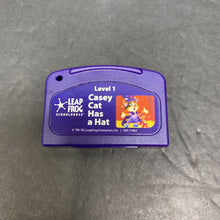 Level 1
LEAP
FROG
SCHOOLHOUSE
Casey
Cat
Has
a Hat